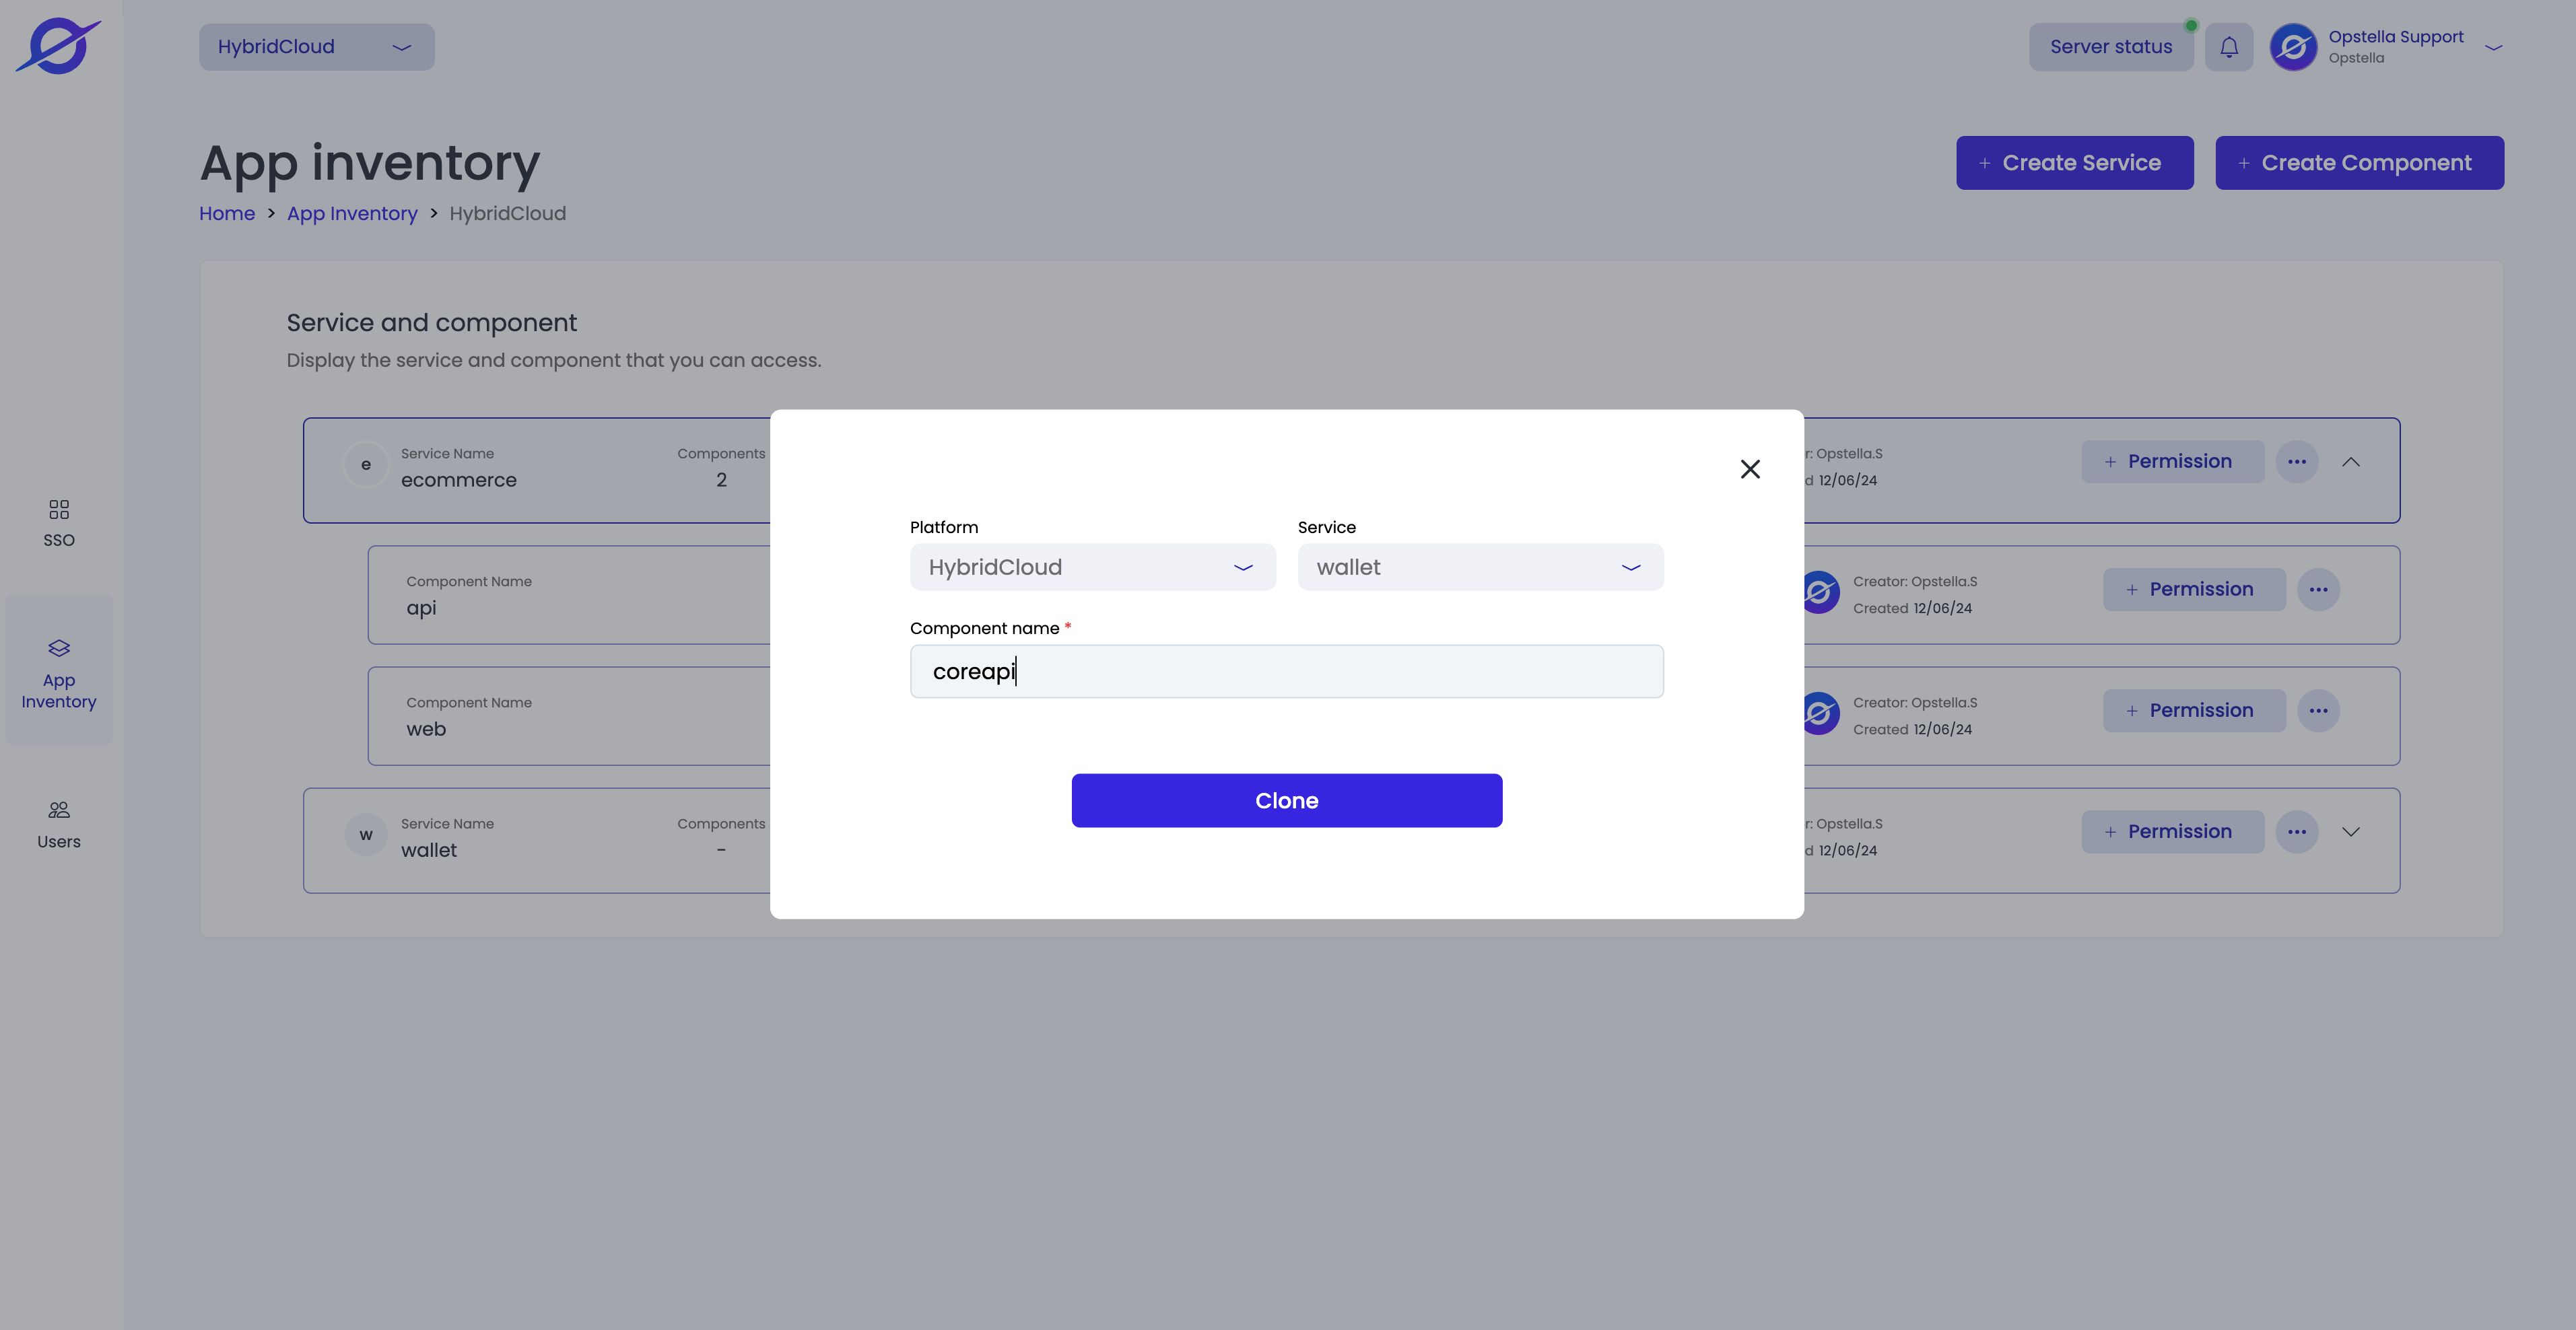 HybridCloud
Server status
Opstella Support
Opstella
App inventory
+ Create Service
+ Create Component
Home > App Inventory > HybridCloud
Service and component
Display the service and component that you can access.
SSO
App
Inventory
Users
e
Service Name
ecommerce
Components
2
r: Opstella.S
d 12/06/24
+ Permission
Component Name
api
Creator: Opstella.S
Created 12/06/24
+ Permission
Component Name
web
Creator: Opstella.S
Created 12/06/24
+ Permission
w
Service Name
wallet
Components
-
r: Opstella.S
d 12/06/24
+ Permission
Platform
HybridCloud
Service
wallet
Component name *
coreapi
Clone